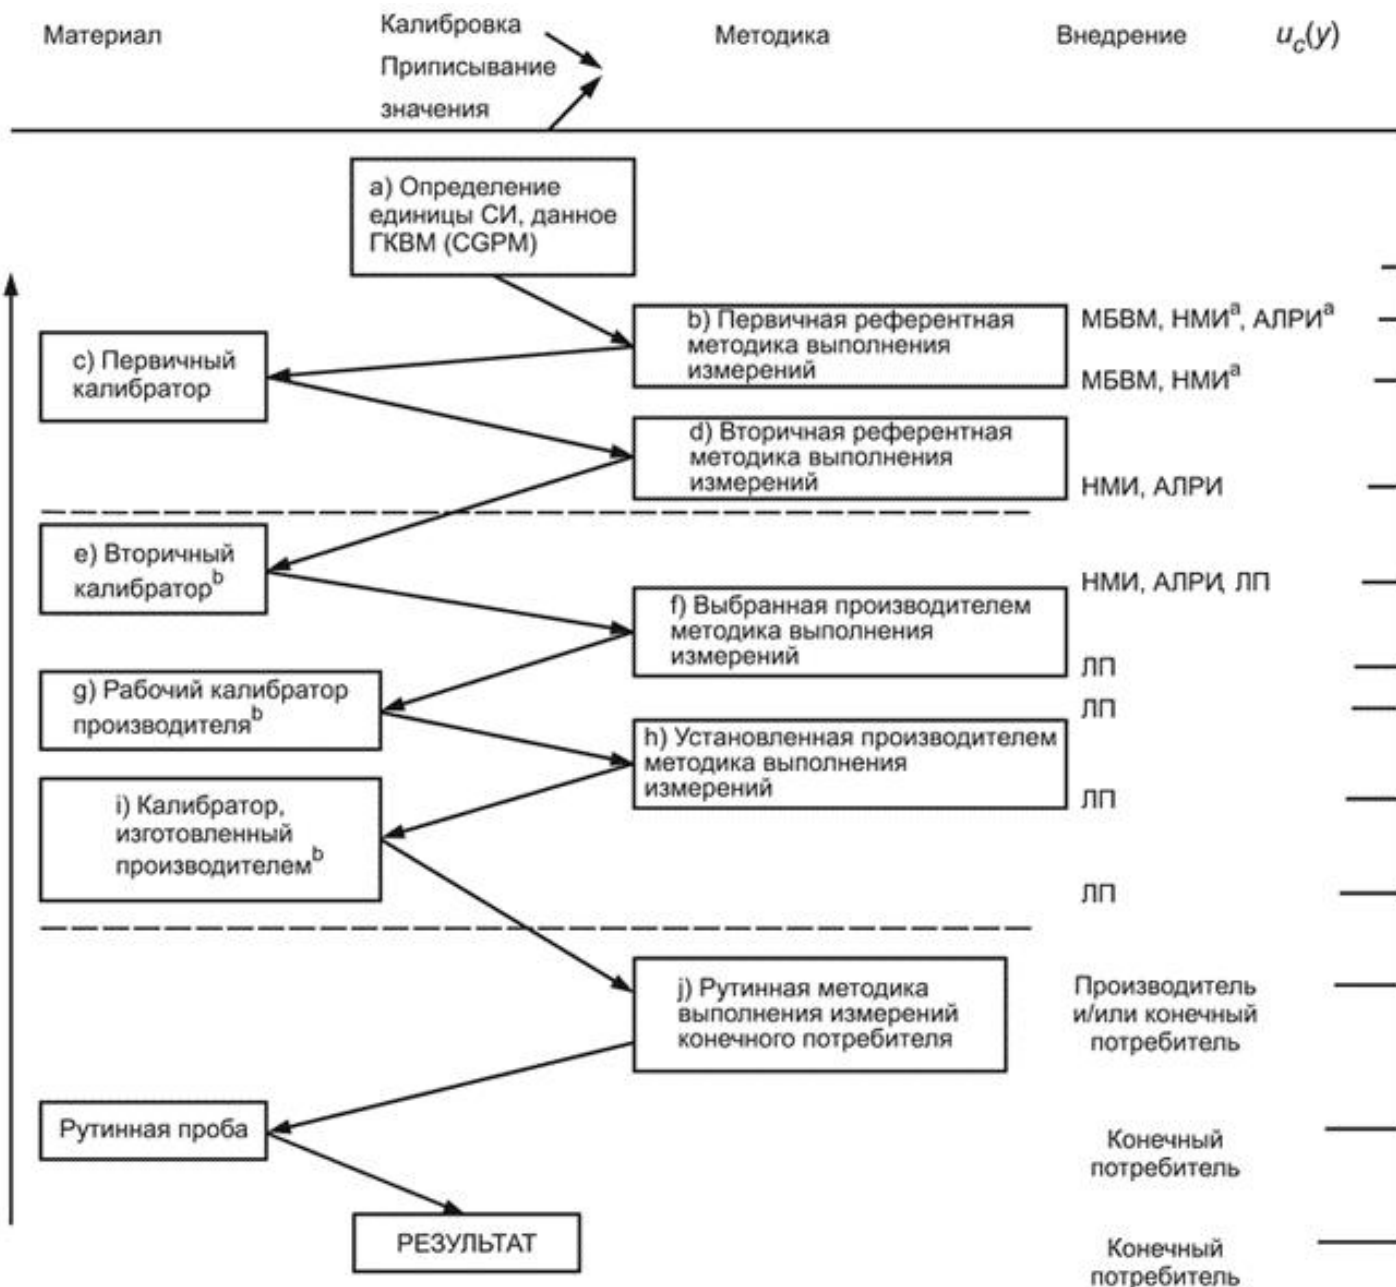 Материал
Калибровка
Приписывание
значения
Методика
Внедрение
u_c(y)
a) Определение
единицы СИ, данное
ГКВМ (CGPM)
b) Первичная референтная
методика выполнения
измерений
МБВМ, НМИ^a, АЛРИ^a
c) Первичный
калибратор
МБВМ, НМИ^a
d) Вторичная референтная
методика выполнения
измерений
НМИ, АЛРИ
e) Вторичный
калибратор^b
НМИ, АЛРИ, ЛП
f) Выбранная производителем
методика выполнения
измерений
ЛП
g) Рабочий калибратор
производителя^b
ЛП
h) Установленная производителем
методика выполнения
измерений
ЛП
i) Калибратор,
изготовленный
производителем^b
ЛП
j) Рутинная методика
выполнения измерений
конечного потребителя
Производитель
и/или конечный
потребитель
Рутинная проба
Конечный
потребитель
РЕЗУЛЬТАТ
Конечный
потребитель